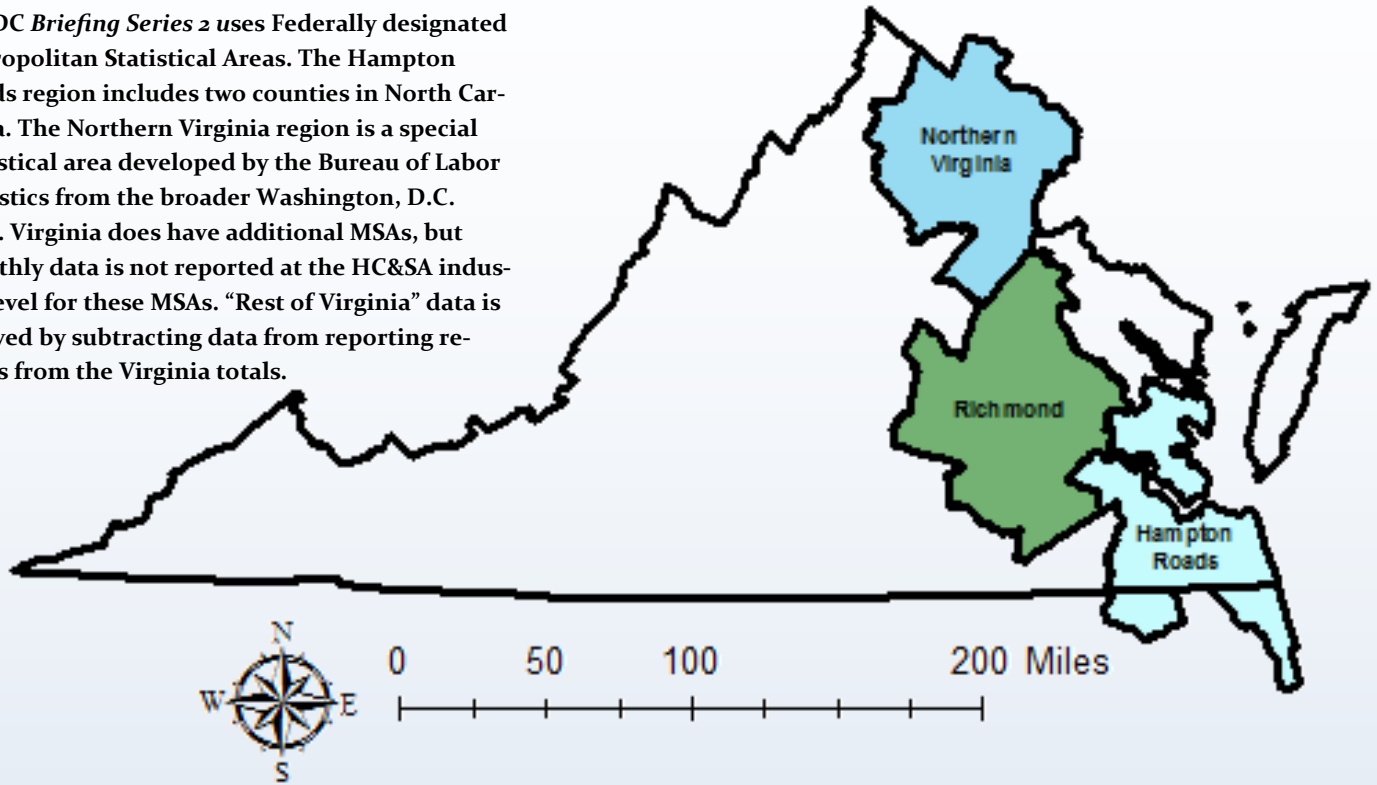 DC Briefing Series 2 uses Federally designated
ropolitan Statistical Areas. The Hampton
ds region includes two counties in North Car-
a. The Northern Virginia region is a special
istical area developed by the Bureau of Labor
istics from the broader Washington, D.C.
. Virginia does have additional MSAs, but
thly data is not reported at the HC&SA indus-
evel for these MSAs. “Rest of Virginia” data is
ved by subtracting data from reporting re-
s from the Virginia totals.
Northern
Virginia
Richmond
Hampton
Roads
N
W E
S
0 50 100 200 Miles